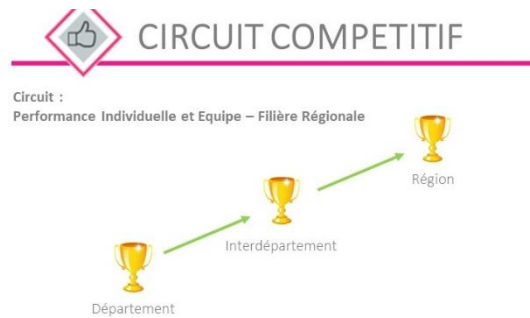 CIRCUIT COMPETITIF
Circuit :
Performance Individuelle et Equipe – Filière Régionale
Région
Interdépartement
Département